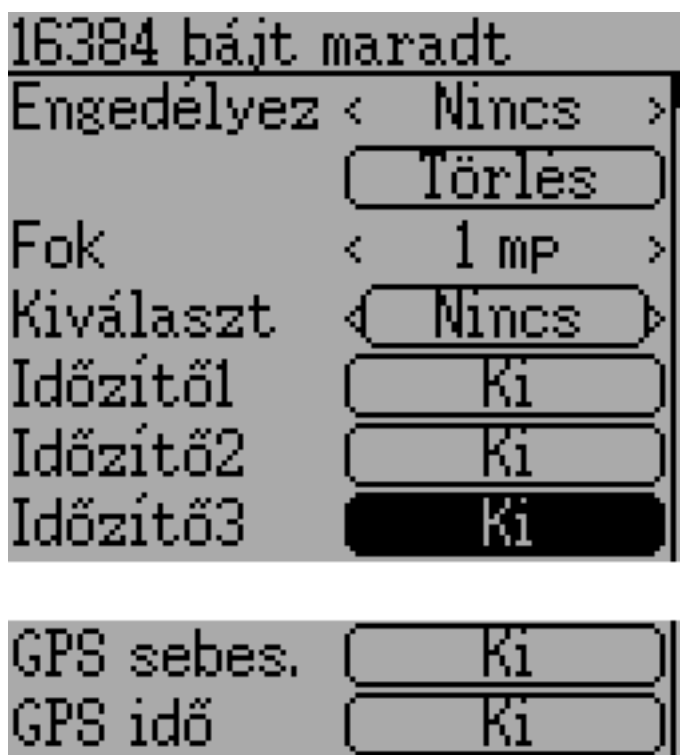 16384 bájt maradt
Engedélyez < Nincs >
Törlés
Fok < 1 mp >
Kiválaszt Nincs
Időzítő1 Ki
Időzítő2 Ki
Időzítő3 Ki
GPS sebes. Ki
GPS idő Ki